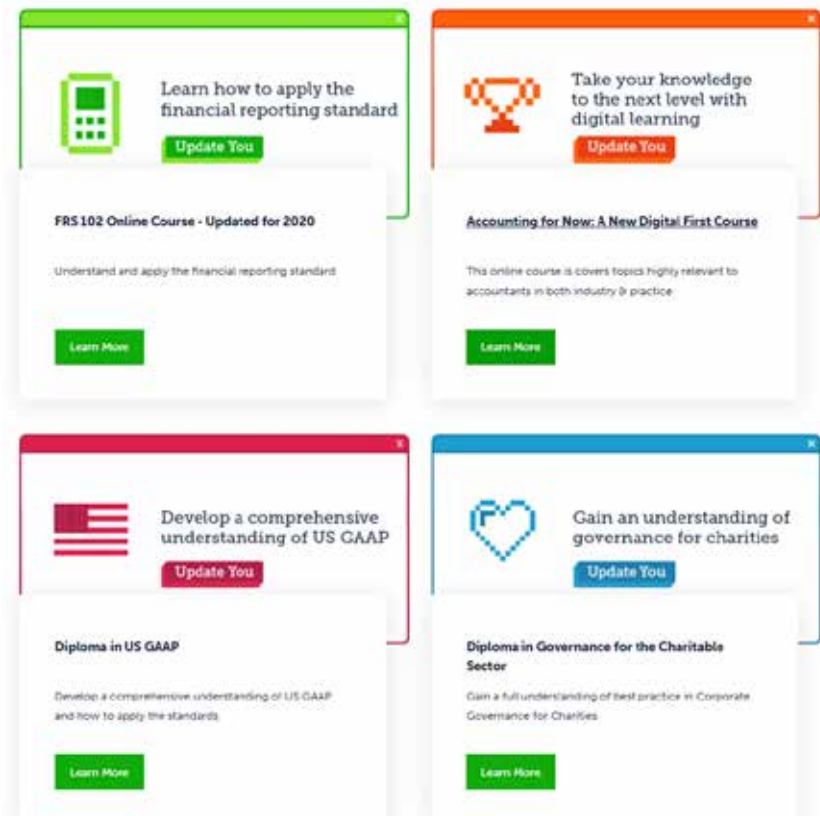 x
Learn how to apply the
financial reporting standard
Update You
FRS 102 Online Course - Updated for 2020
Understand and apply the financial reporting standard
Learn More
x
Take your knowledge
to the next level with
digital learning
Update You
Accounting for Now: A New Digital First Course
This online course is covers topics highly relevant to
accountants in both industry & practice
Learn More
x
Develop a comprehensive
understanding of US GAAP
Update You
Diploma in US GAAP
Develop a comprehensive understanding of US GAAP
and how to apply the standards
Learn More
x
Gain an understanding of
governance for charities
Update You
Diploma in Governance for the Charitable
Sector
Gain a full understanding of best practice in Corporate
Governance for Charities
Learn More